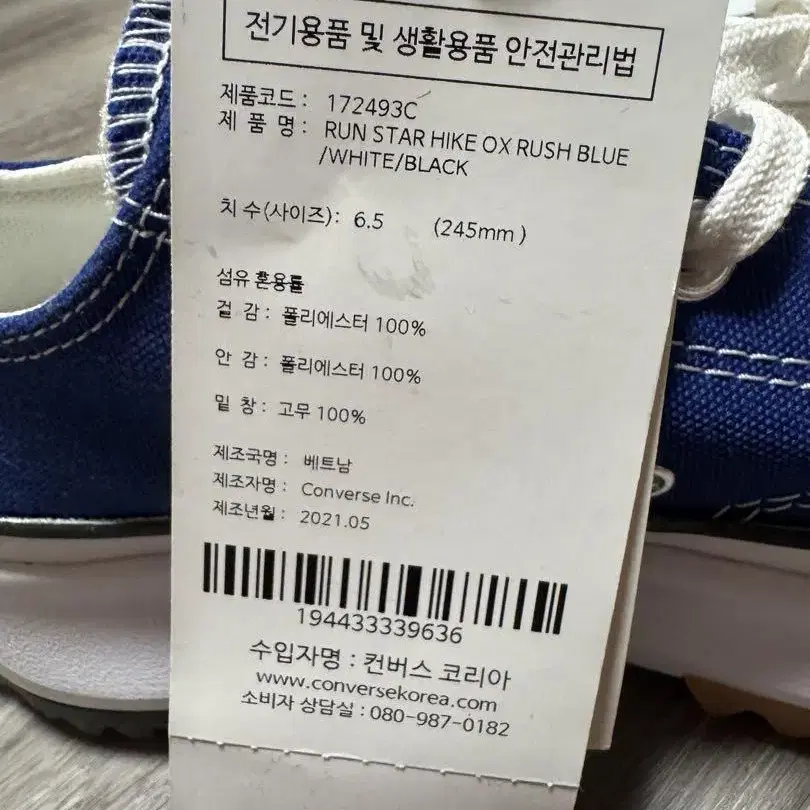 전기용품 및 생활용품 안전관리법
제품코드 : 172493C
제 품 명 : RUN STAR HIKE OX RUSH BLUE
/WHITE/BLACK
치 수(사이즈): 6.5 (245mm)
섬유 혼용률
겉 감 : 폴리에스터 100%
안 감 : 폴리에스터 100%
밑 창 : 고무 100%
제조국명 : 베트남
제조자명 : Converse Inc.
제조년월 : 2021.05
194433339636
수입자명 : 컨버스 코리아
www.conversekorea.com
소비자 상담실 : 080-987-0182